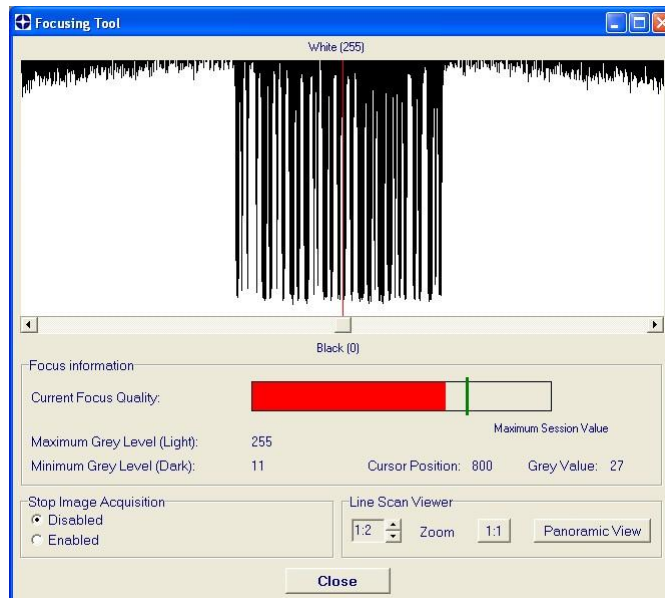 Focusing Tool
White (255)
Black (0)
Focus information
Current Focus Quality:
Maximum Session Value
Maximum Grey Level (Light): 255
Minimum Grey Level (Dark): 11 Cursor Position: 800 Grey Value: 27
Stop Image Acquisition
Disabled
Enabled
Line Scan Viewer
1:2 Zoom 1:1 Panoramic View
Close